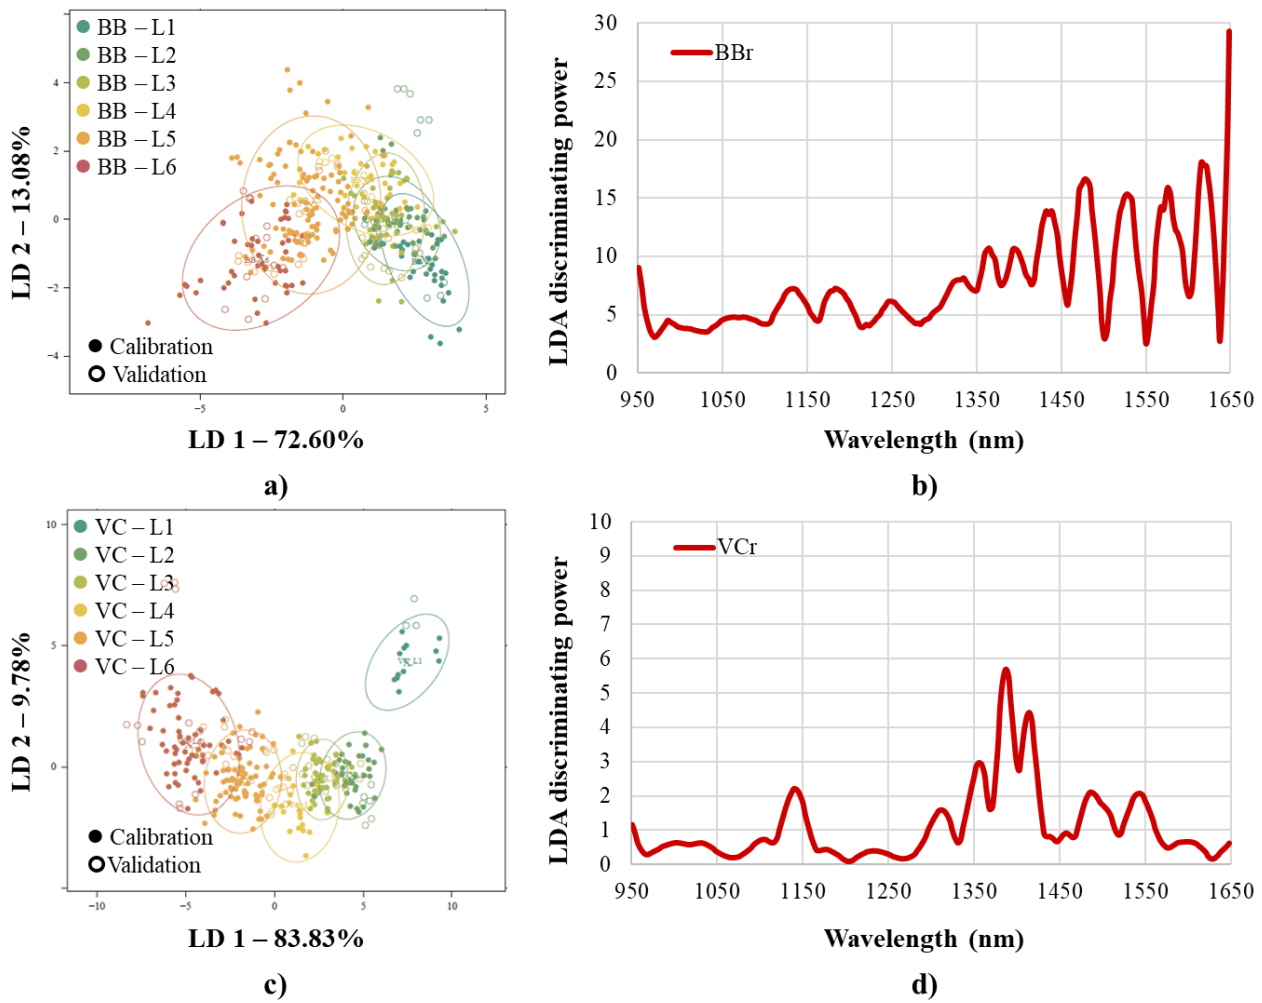 BB – L1
BB – L2
BB – L3
BB – L4
BB – L5
BB – L6
4
2
0
−2
−4
Calibration
Validation
−5
0
5
LD 2 – 13.08%
LD 1 – 72.60%
a)
30
25
20
15
10
5
0
BBr
LDA discriminating power
950
1050
1150
1250
1350
1450
1550
1650
Wavelength (nm)
b)
VC – L1
VC – L2
VC – L3
VC – L4
VC – L5
VC – L6
10
5
0
VC_L1
Calibration
Validation
−10
−5
0
5
10
LD 2 – 9.78%
LD 1 – 83.83%
c)
10
9
8
7
6
5
4
3
2
1
0
VCr
LDA discriminating power
950
1050
1150
1250
1350
1450
1550
1650
Wavelength (nm)
d)